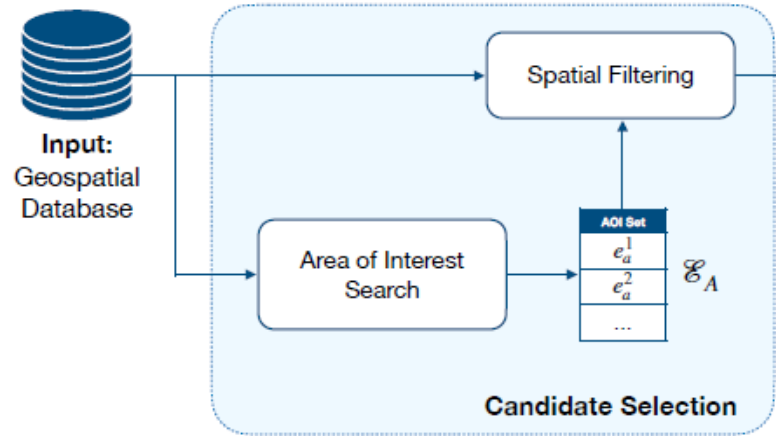 Input:
Geospatial
Database
Spatial Filtering
Area of Interest
Search
AOI Set
e_a^1
e_a^2
...
ℰ_A
Candidate Selection